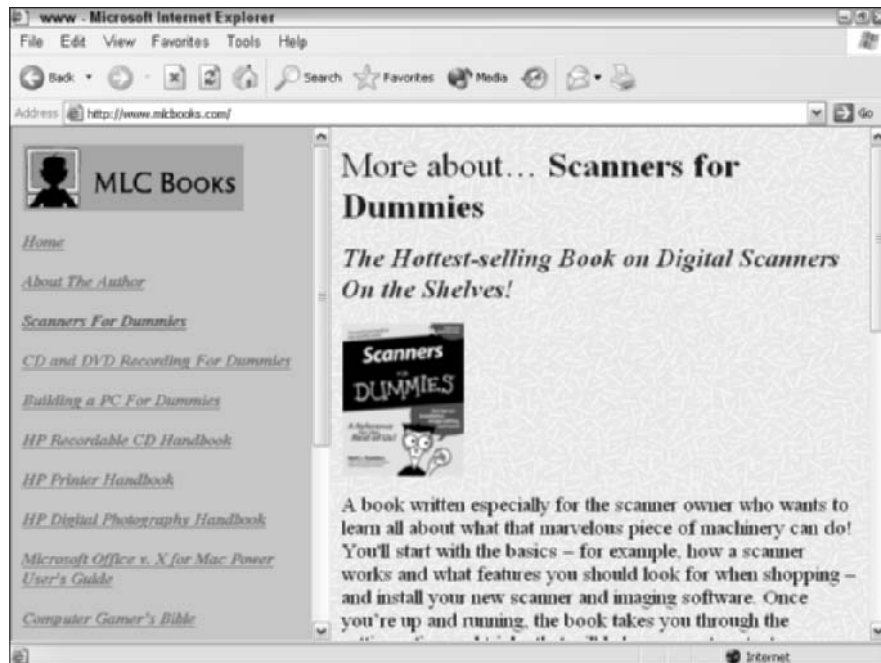 www - Microsoft Internet Explorer
File Edit View Favorites Tools Help
Back Search Favorites Media
Address http://www.mlcbooks.com/ Go
MLC BOOKS
Home
About The Author
Scanners For Dummies
CD and DVD Recording For Dummies
Building a PC For Dummies
HP Recordable CD Handbook
HP Printer Handbook
HP Digital Photography Handbook
Microsoft Office v. X for Mac Power
User's Guide
Computer Gamer's Bible
More about… Scanners for
Dummies
The Hottest-selling Book on Digital Scanners
On the Shelves!
Scanners
FOR
DUMMIES
A Reference
for the
Rest of Us!
A book written especially for the scanner owner who wants to
learn all about what that marvelous piece of machinery can do!
You'll start with the basics – for example, how a scanner
works and what features you should look for when shopping –
and install your new scanner and imaging software. Once
you're up and running, the book takes you through the
Internet